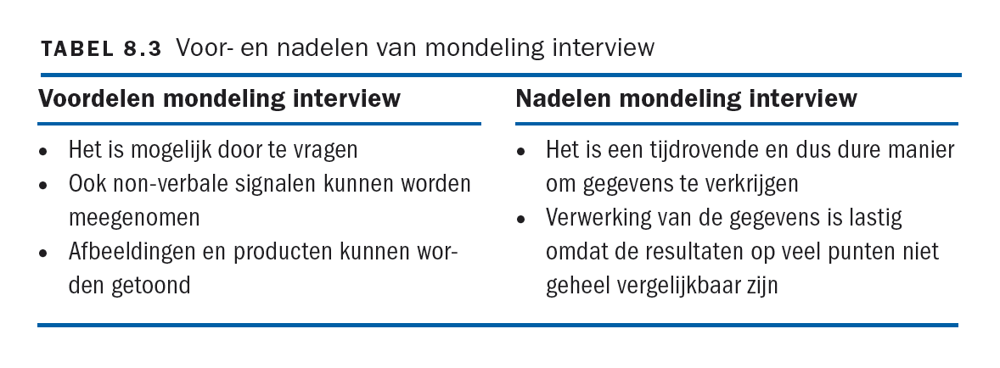 TABEL 8.3 Voor- en nadelen van mondeling interview
Voordelen mondeling interview
• Het is mogelijk door te vragen
• Ook non-verbale signalen kunnen worden
meegenomen
• Afbeeldingen en producten kunnen wor-
den getoond
Nadelen mondeling interview
• Het is een tijdrovende en dus dure manier
om gegevens te verkrijgen
• Verwerking van de gegevens is lastig
omdat de resultaten op veel punten niet
geheel vergelijkbaar zijn